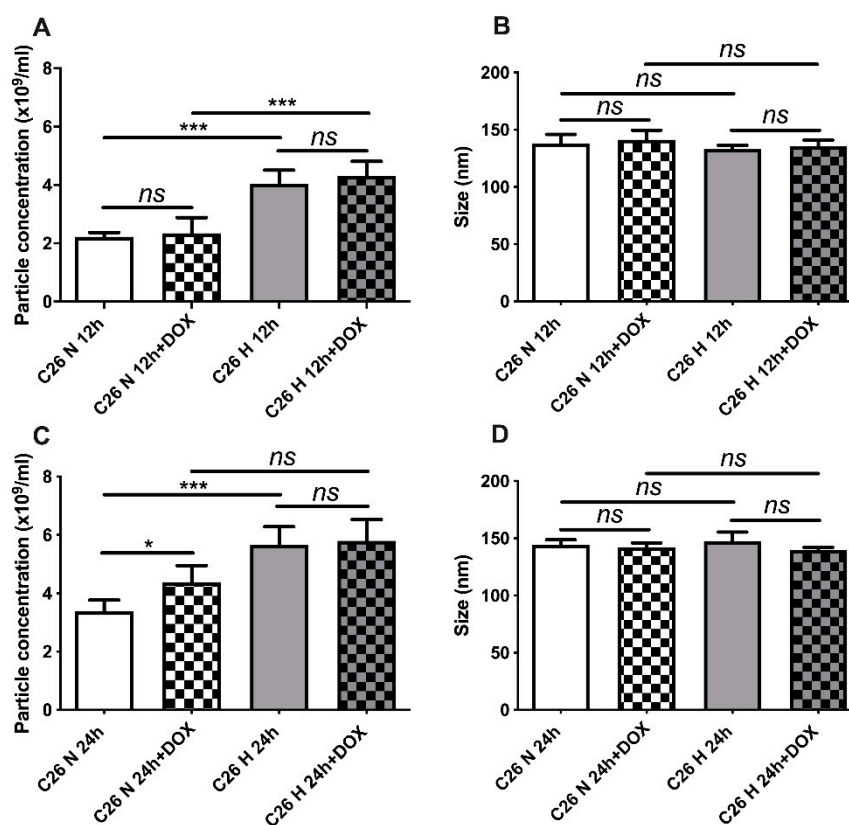 A
Particle concentration (x10⁹/ml)
8
6
4
2
0
***
***
ns
ns
C26 N 12h
C26 N 12h+DOX
C26 H 12h
C26 H 12h+DOX
B
Size (nm)
200
150
100
50
0
ns
ns
ns
ns
C26 N 12h
C26 N 12h+DOX
C26 H 12h
C26 H 12h+DOX
C
Particle concentration (x10⁹/ml)
8
6
4
2
0
ns
***
ns
*
C26 N 24h
C26 N 24h+DOX
C26 H 24h
C26 H 24h+DOX
D
Size (nm)
200
150
100
50
0
ns
ns
ns
ns
C26 N 24h
C26 N 24h+DOX
C26 H 24h
C26 H 24h+DOX